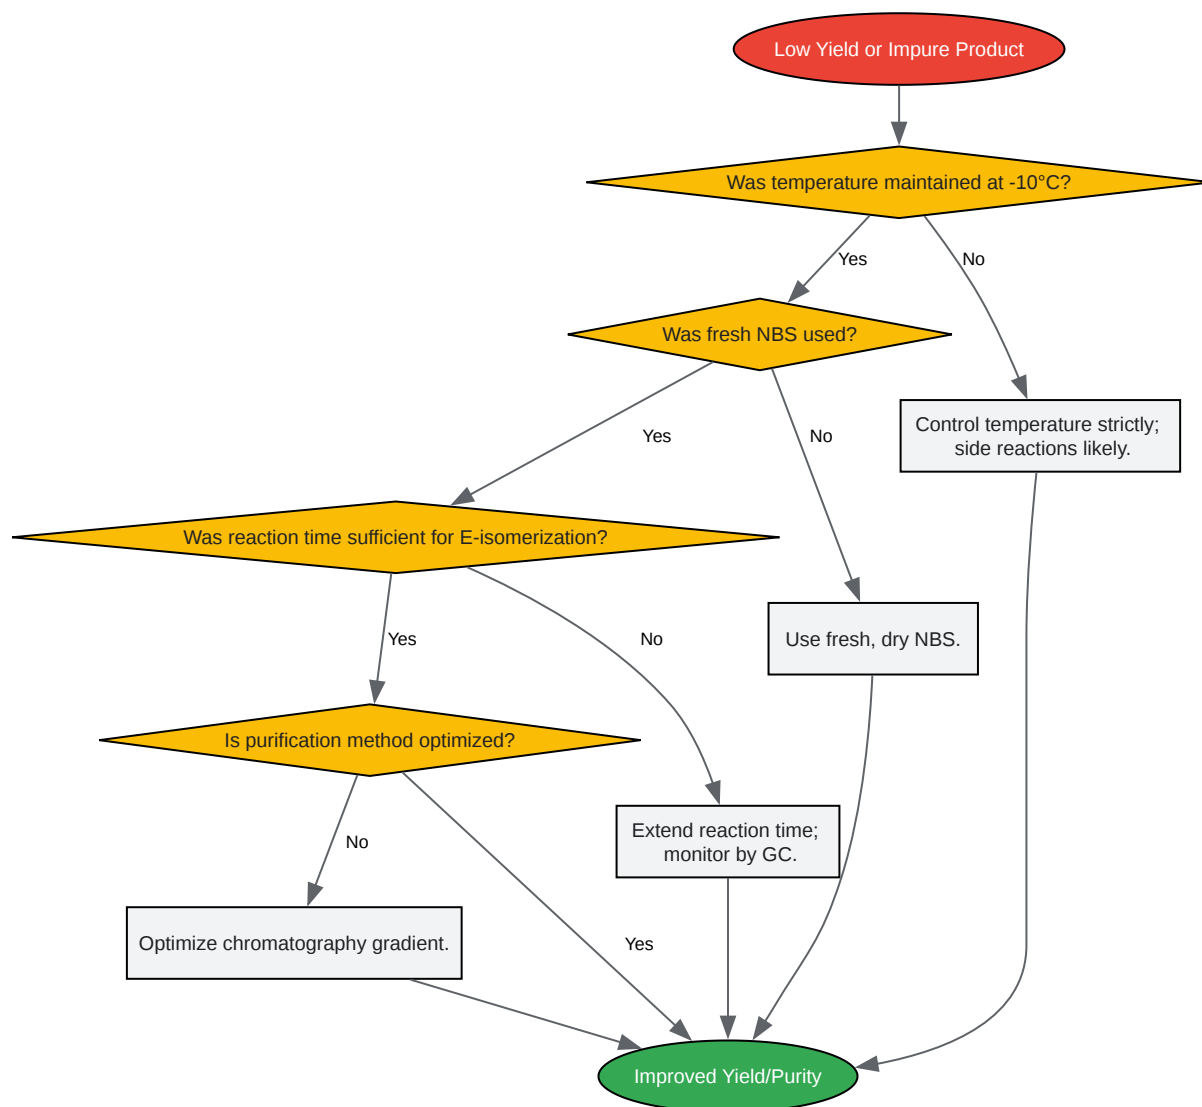 Low Yield or Impure Product
Was temperature maintained at -10°C?
Yes
No
Was fresh NBS used?
Control temperature strictly;
side reactions likely.
Yes
No
Was reaction time sufficient for E-isomerization?
Use fresh, dry NBS.
Yes
No
Is purification method optimized?
Extend reaction time;
monitor by GC.
No
Optimize chromatography gradient.
Yes
Improved Yield/Purity